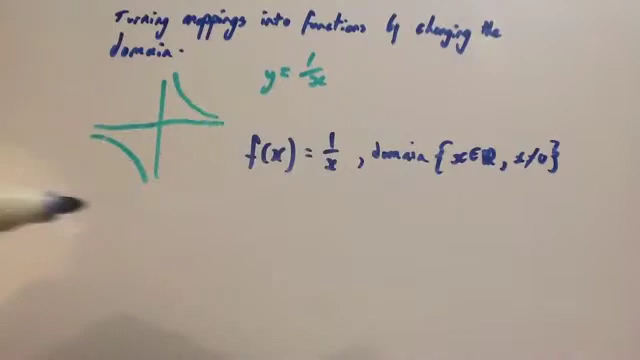 Turning mappings into functions by changing the
domain.
y = 1/x
f(x) = 1/x , domain {x∈ℝ, x≠0}